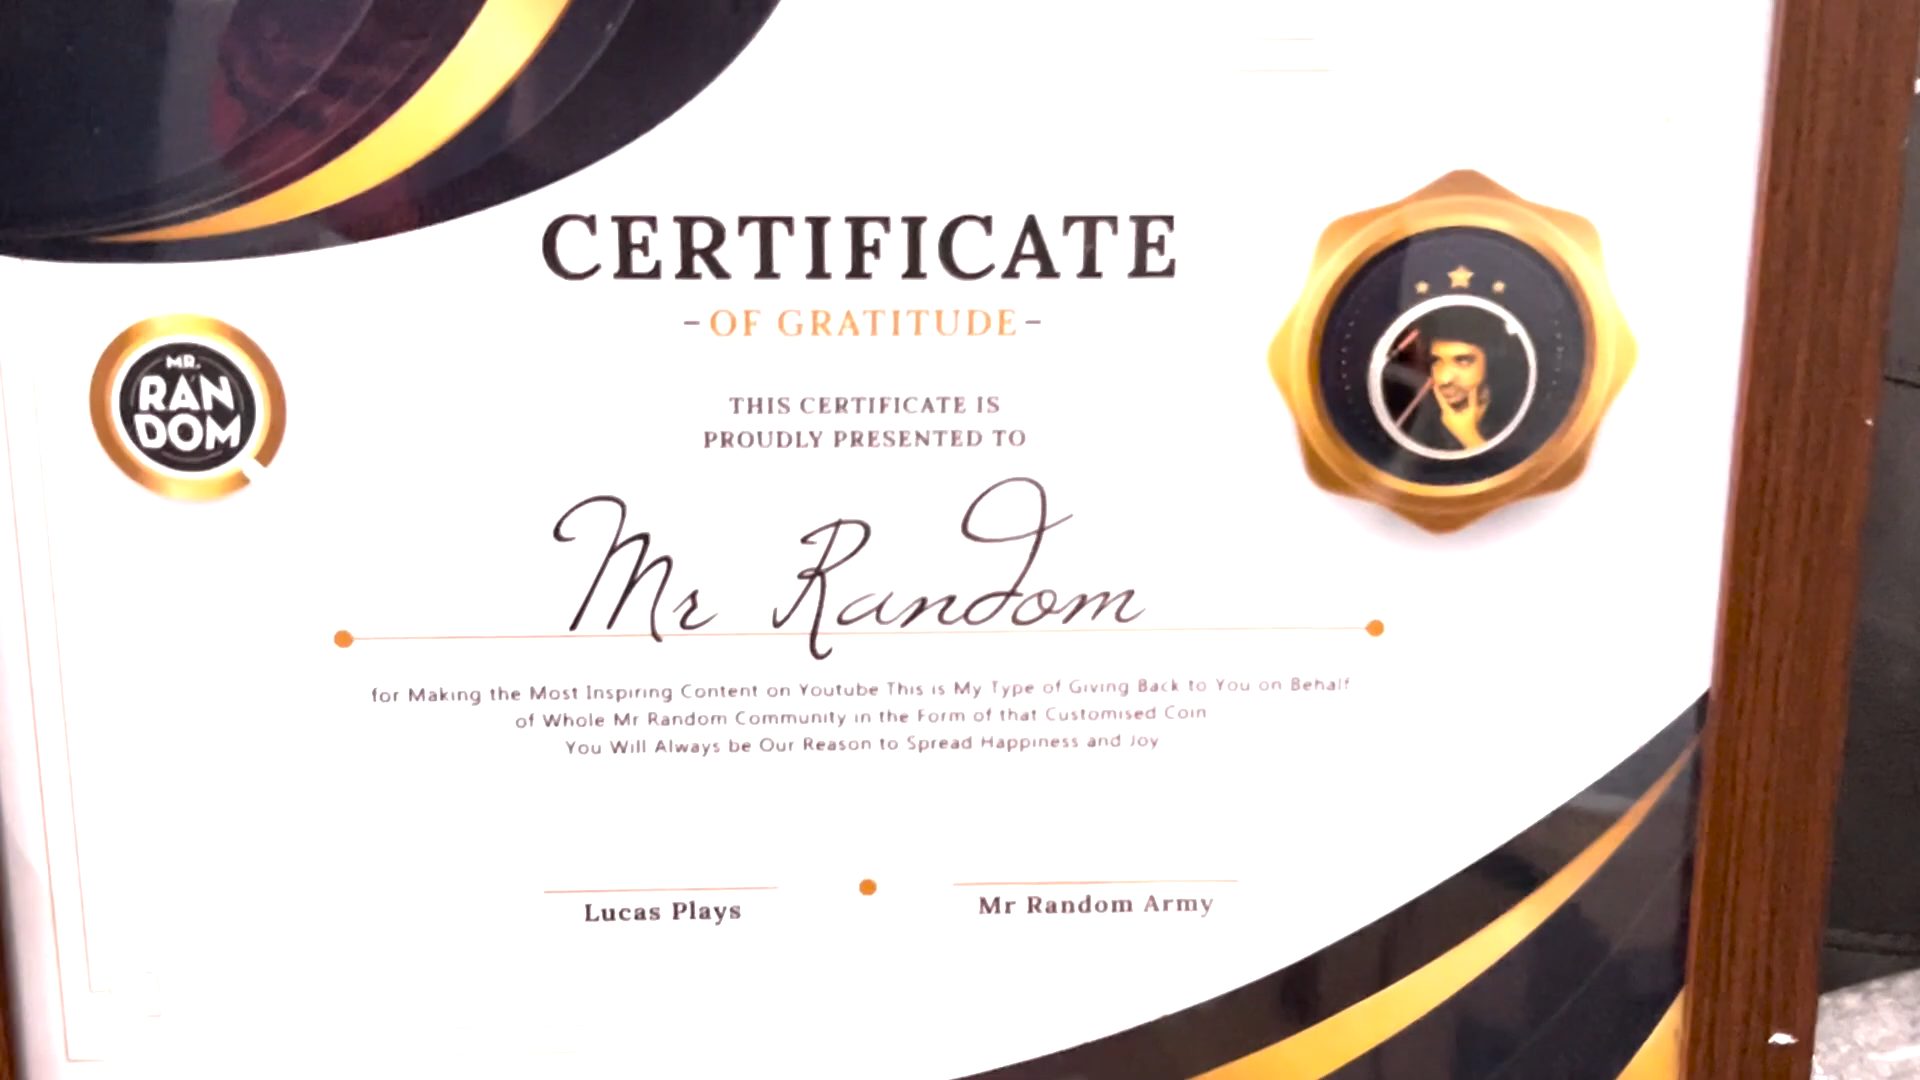 CERTIFICATE
-OF GRATITUDE-
MR.
RAN
DOM
THIS CERTIFICATE IS
PROUDLY PRESENTED TO
Mr Random
for Making the Most Inspiring Content on Youtube This is My Type of Giving Back to You on Behalf
of Whole Mr Random Community in the Form of that Customised Coin
You Will Always be Our Reason to Spread Happiness and Joy
Lucas Plays
Mr Random Army